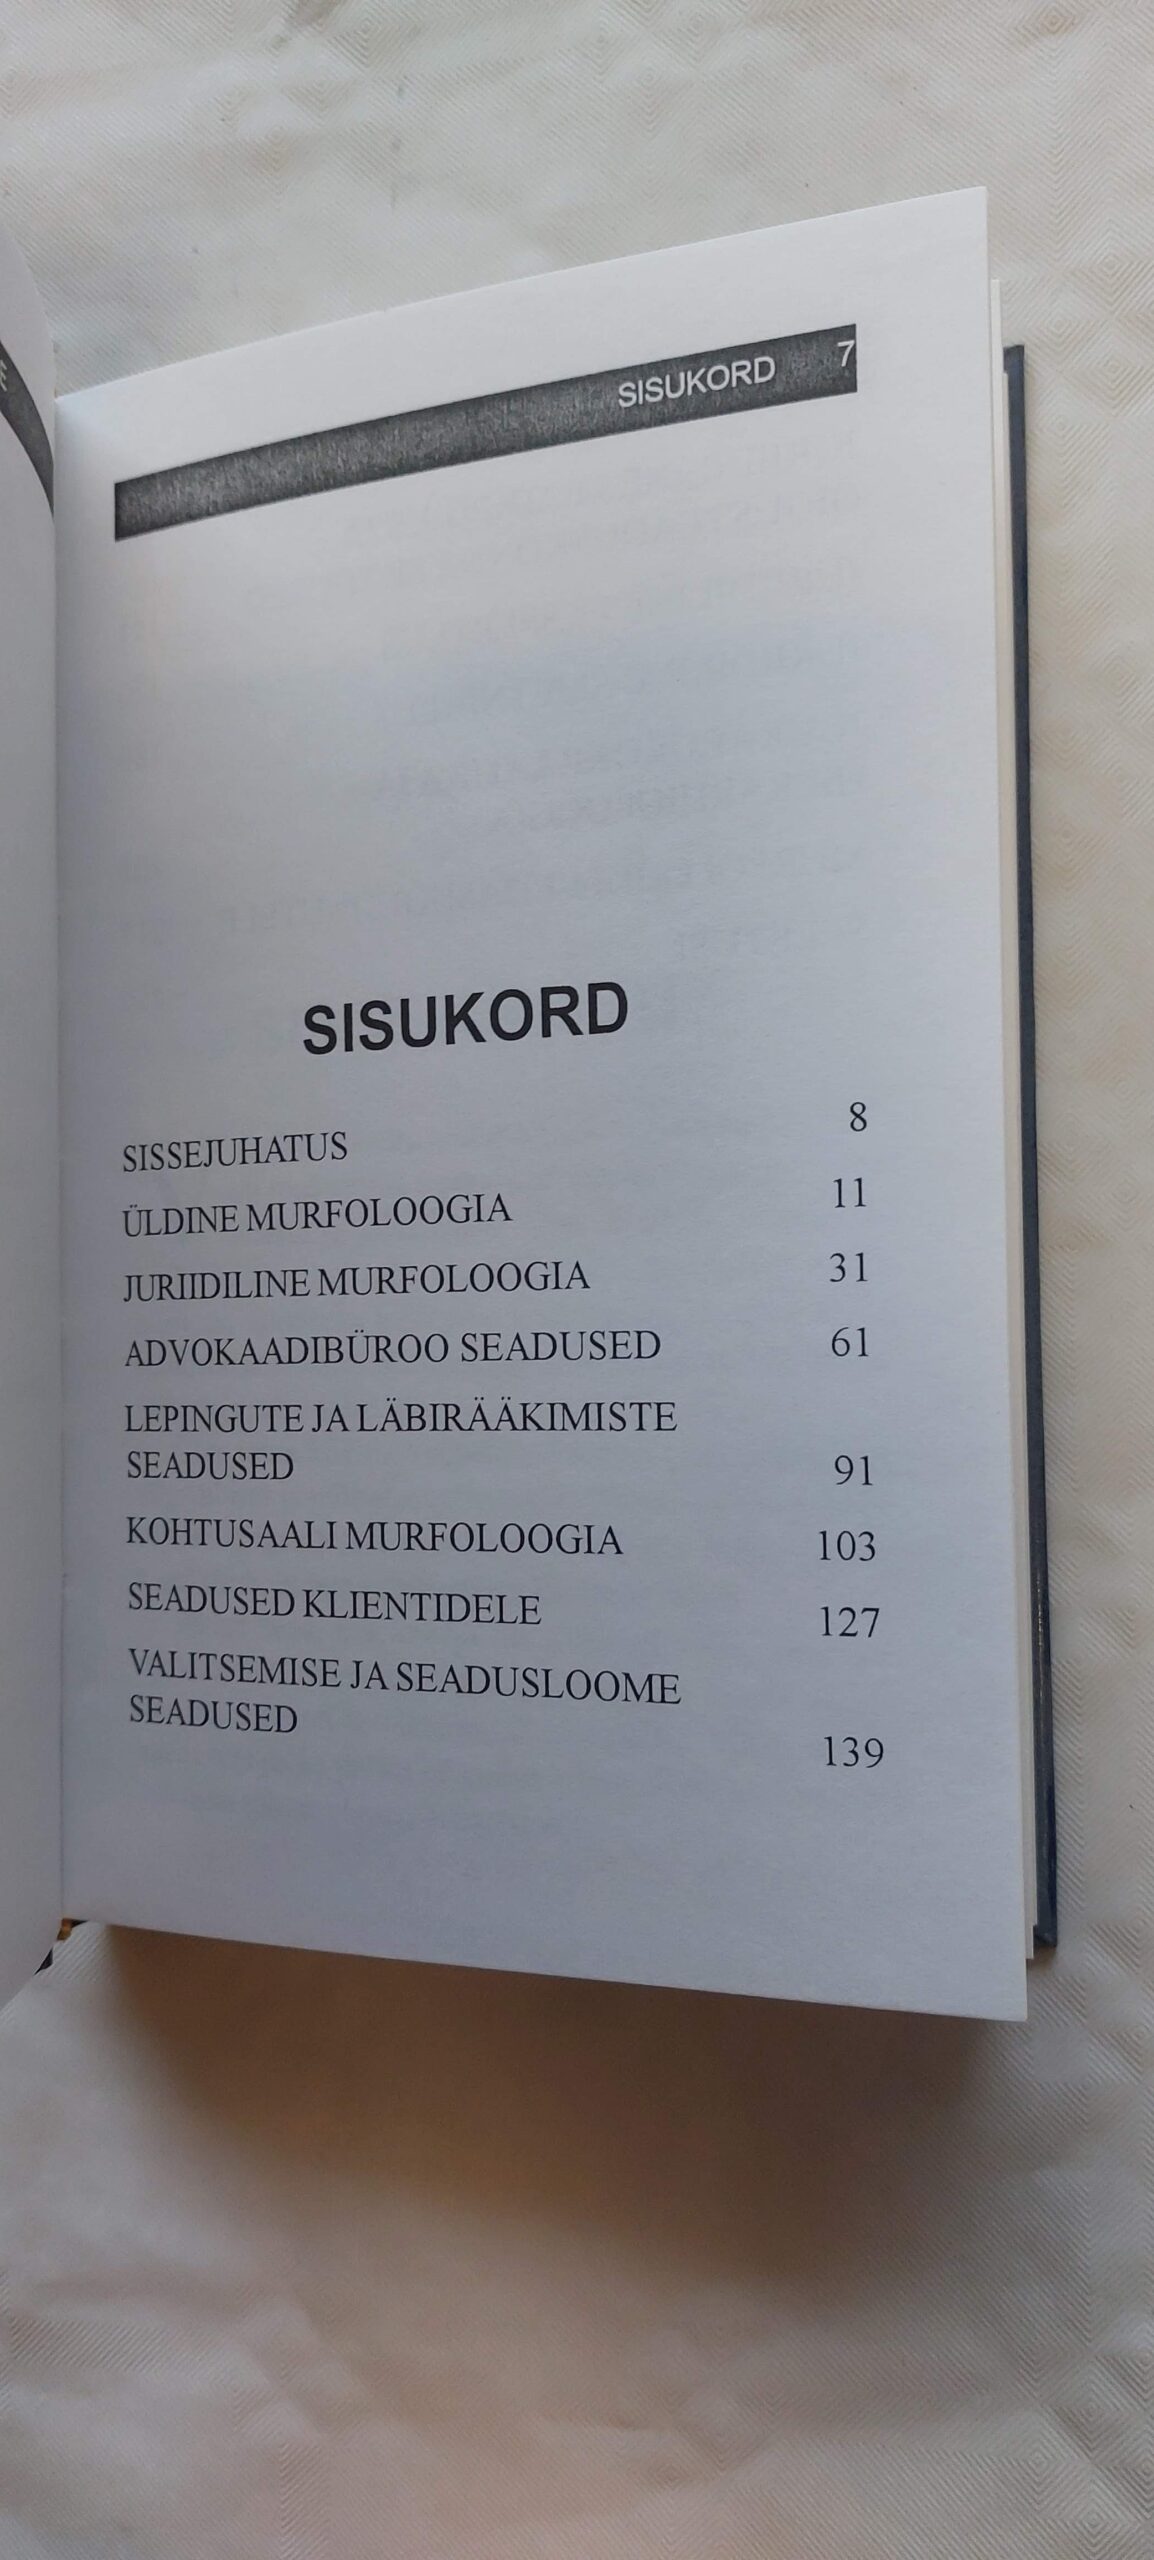 SISUKORD 7
SISUKORD
SISSEJUHATUS 8
ÜLDINE MURFOLOOGIA 11
JURIIDILINE MURFOLOOGIA 31
ADVOKAADIBÜROO SEADUSED 61
LEPINGUTE JA LÄBIRÄÄKIMISTE
SEADUSED 91
KOHTUSAALI MURFOLOOGIA 103
SEADUSED KLIENTIDELE 127
VALITSEMISE JA SEADUSLOOME
SEADUSED 139